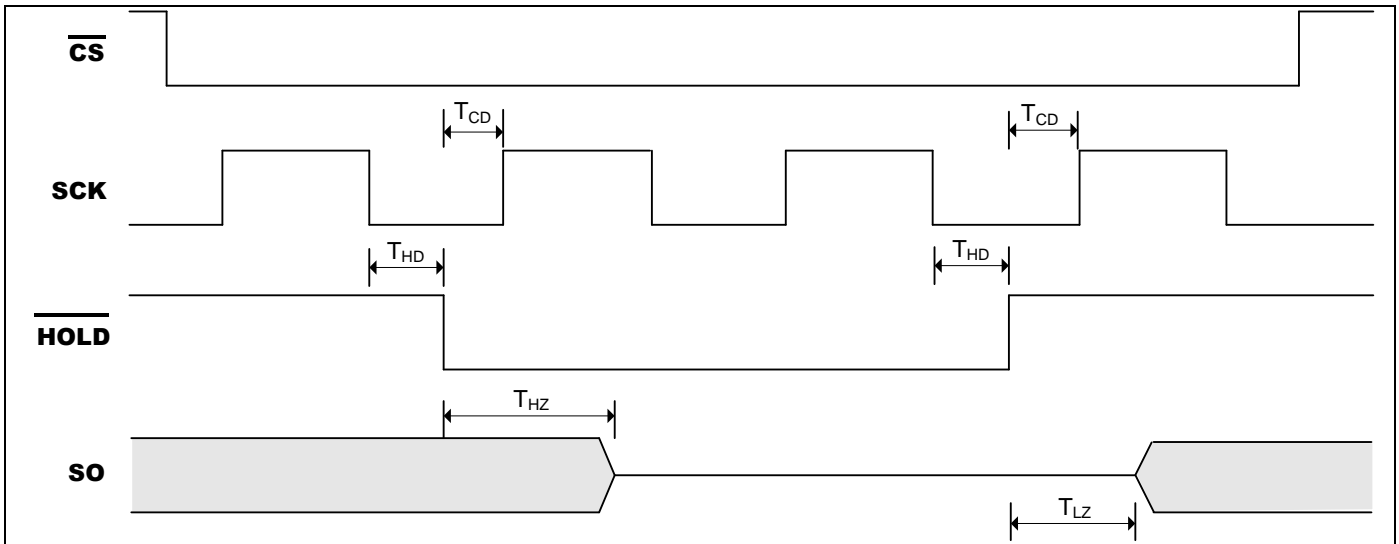 CS
T_CD T_CD
SCK
T_HD T_HD
HOLD
T_HZ
SO
T_LZ